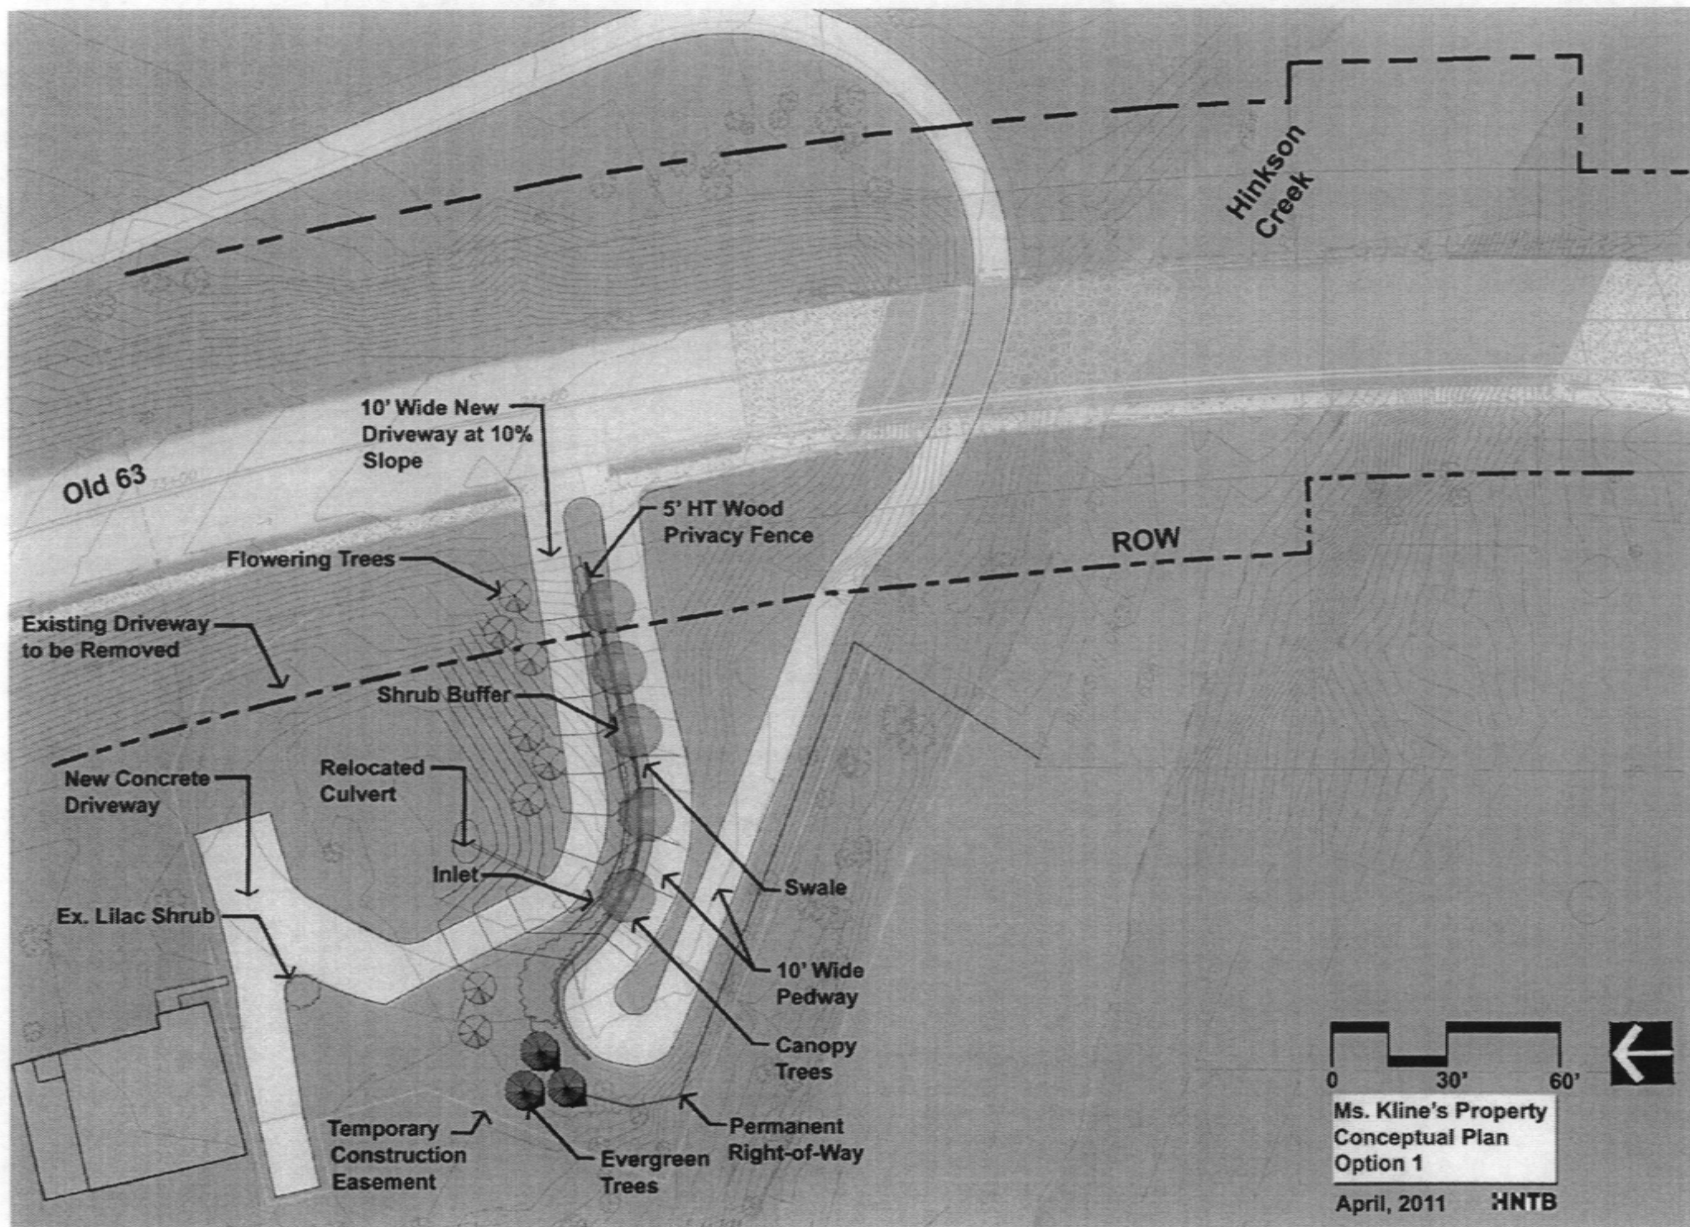 Hinkson
Creek
10' Wide New
Driveway at 10%
Slope
Old 63
5' HT Wood
Privacy Fence
ROW
Flowering Trees
Existing Driveway
to be Removed
Shrub Buffer
New Concrete
Driveway
Relocated
Culvert
Inlet
Swale
Ex. Lilac Shrub
10' Wide
Pedway
Canopy
Trees
0 30' 60'
Temporary
Construction
Easement
Evergreen
Trees
Permanent
Right-of-Way
Ms. Kline's Property
Conceptual Plan
Option 1
April, 2011 HNTB